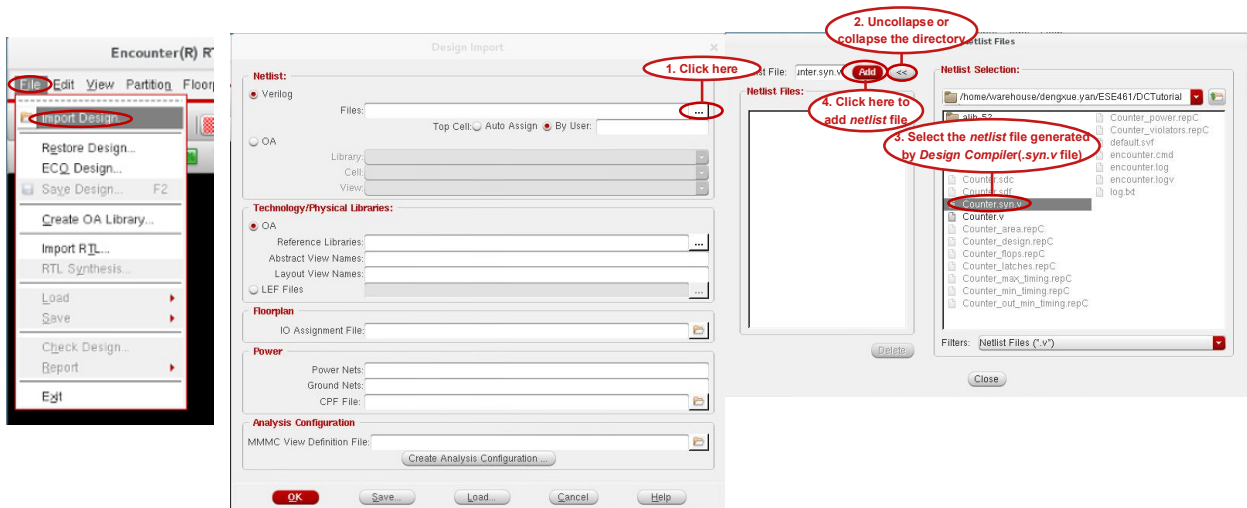 Encounter(R) RT
File Edit View Partition Floorp
Import Design...
Restore Design...
ECO Design...
Save Design... F2
Create OA Library...
Import RTL...
RTL Synthesis...
Load
Save
Check Design...
Report
Exit
Design Import
Netlist:
Verilog
Files:
...
Top Cell: Auto Assign By User:
OA
Library:
Cell:
View:
Technology/Physical Libraries:
OA
Reference Libraries:
...
Abstract View Names:
Layout View Names:
LEF Files
...
Floorplan
IO Assignment File:
Power
Power Nets:
Ground Nets:
CPF File:
Analysis Configuration
MMMC View Definition File:
Create Analysis Configuration ...
OK Save... Load... Cancel Help
1. Click here
2. Uncollapse or
collapse the directory
Netlist Files
st File: nter.syn.v Add <<
Netlist Files:
4. Click here to
add netlist file
Delete
Netlist Selection:
/home/warehouse/dengxue.yan/ESE461/DCTutorial
alib-52
3. Select the netlist file generated
by Design Compiler(.syn.v file)
Counter.sdc
Counter.sdf
Counter.syn.v
Counter.v
Counter_area.repC
Counter_design.repC
Counter_flops.repC
Counter_latches.repC
Counter_max_timing.repC
Counter_min_timing.repC
Counter_out_min_timing.repC
Counter_power.repC
Counter_violators.repC
default.svf
encounter.cmd
encounter.log
encounter.logv
log.txt
Filters: Netlist Files (*.v*)
Close